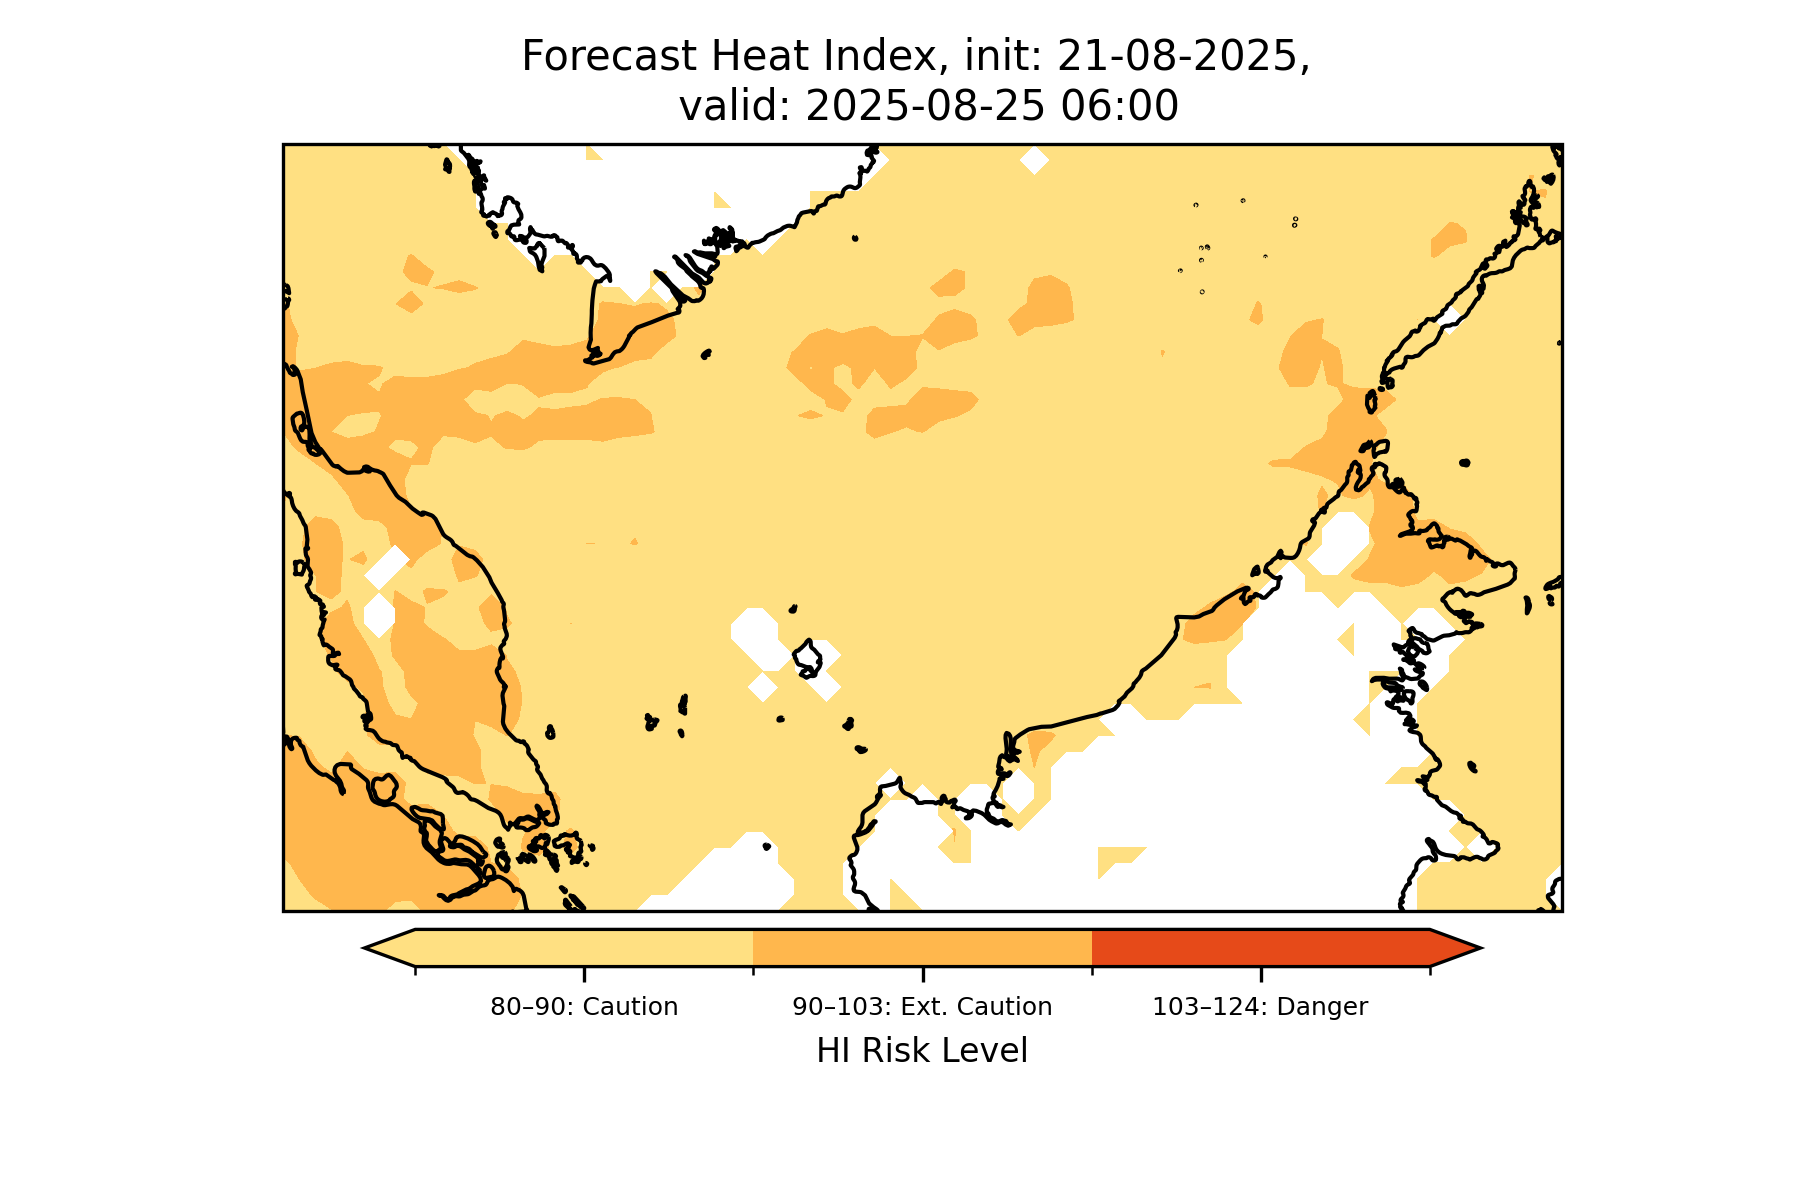 Forecast Heat Index, init: 21-08-2025,
valid: 2025-08-25 06:00
80–90: Caution
90–103: Ext. Caution
103–124: Danger
HI Risk Level